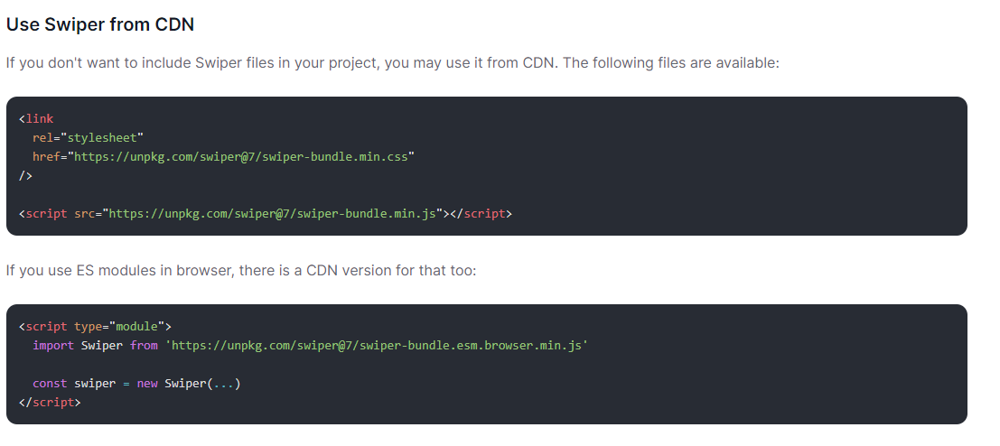 Use Swiper from CDN
If you don't want to include Swiper files in your project, you may use it from CDN. The following files are available:
<link
  rel="stylesheet"
  href="https://unpkg.com/swiper@7/swiper-bundle.min.css"
/>
<script src="https://unpkg.com/swiper@7/swiper-bundle.min.js"></script>
If you use ES modules in browser, there is a CDN version for that too:
<script type="module">
  import Swiper from 'https://unpkg.com/swiper@7/swiper-bundle.esm.browser.min.js'
  const swiper = new Swiper(...)
</script>